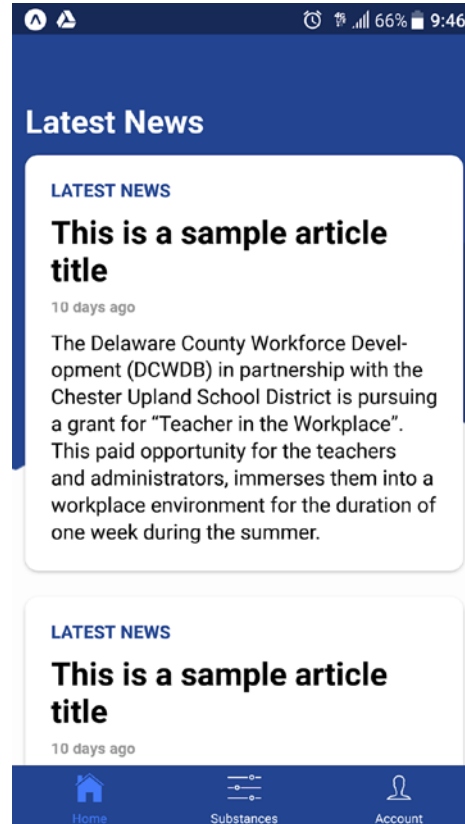 66% 9:46
Latest News
LATEST NEWS
This is a sample article
title
10 days ago
The Delaware County Workforce Devel-
opment (DCWDB) in partnership with the
Chester Upland School District is pursuing
a grant for “Teacher in the Workplace”.
This paid opportunity for the teachers
and administrators, immerses them into a
workplace environment for the duration of
one week during the summer.
LATEST NEWS
This is a sample article
title
10 days ago
Home Substances Account